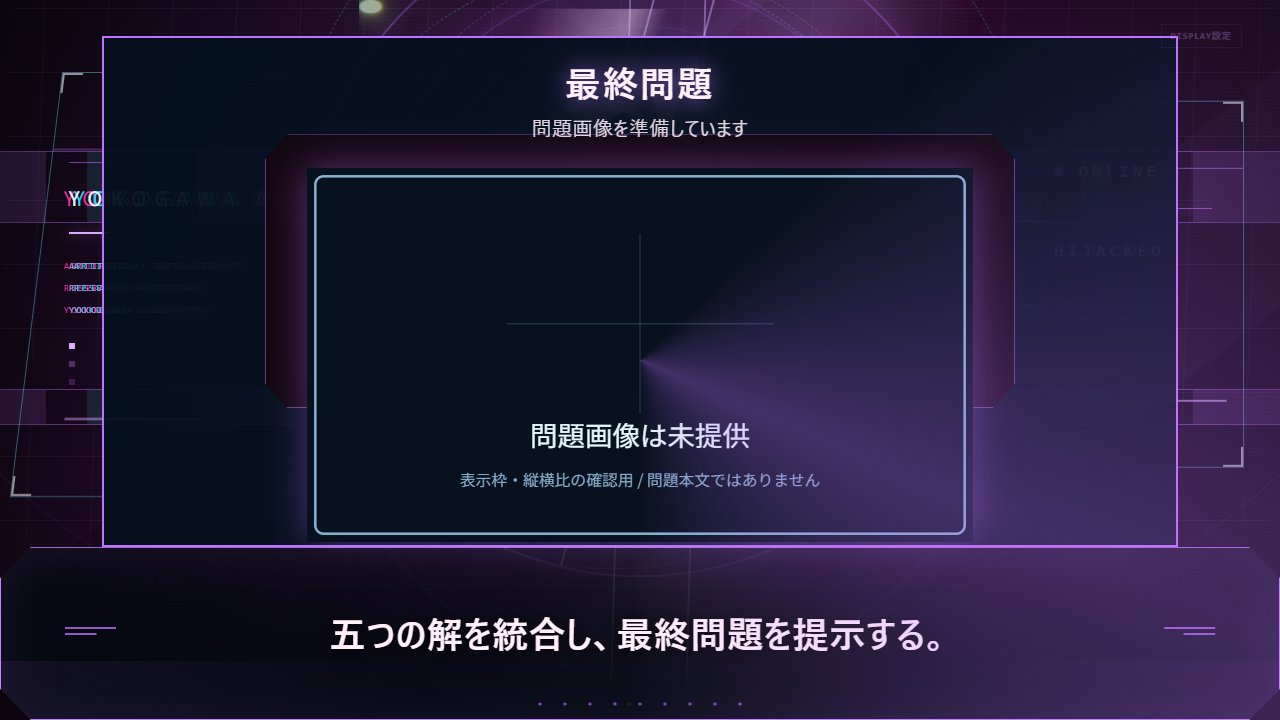 DISPLAY設定
最終問題
問題画像を準備しています
YOKOGAWA
ONLINE
HIJACKED
問題画像は未提供
表示枠・縦横比の確認用 / 問題本文ではありません
五つの解を統合し、最終問題を提示する。